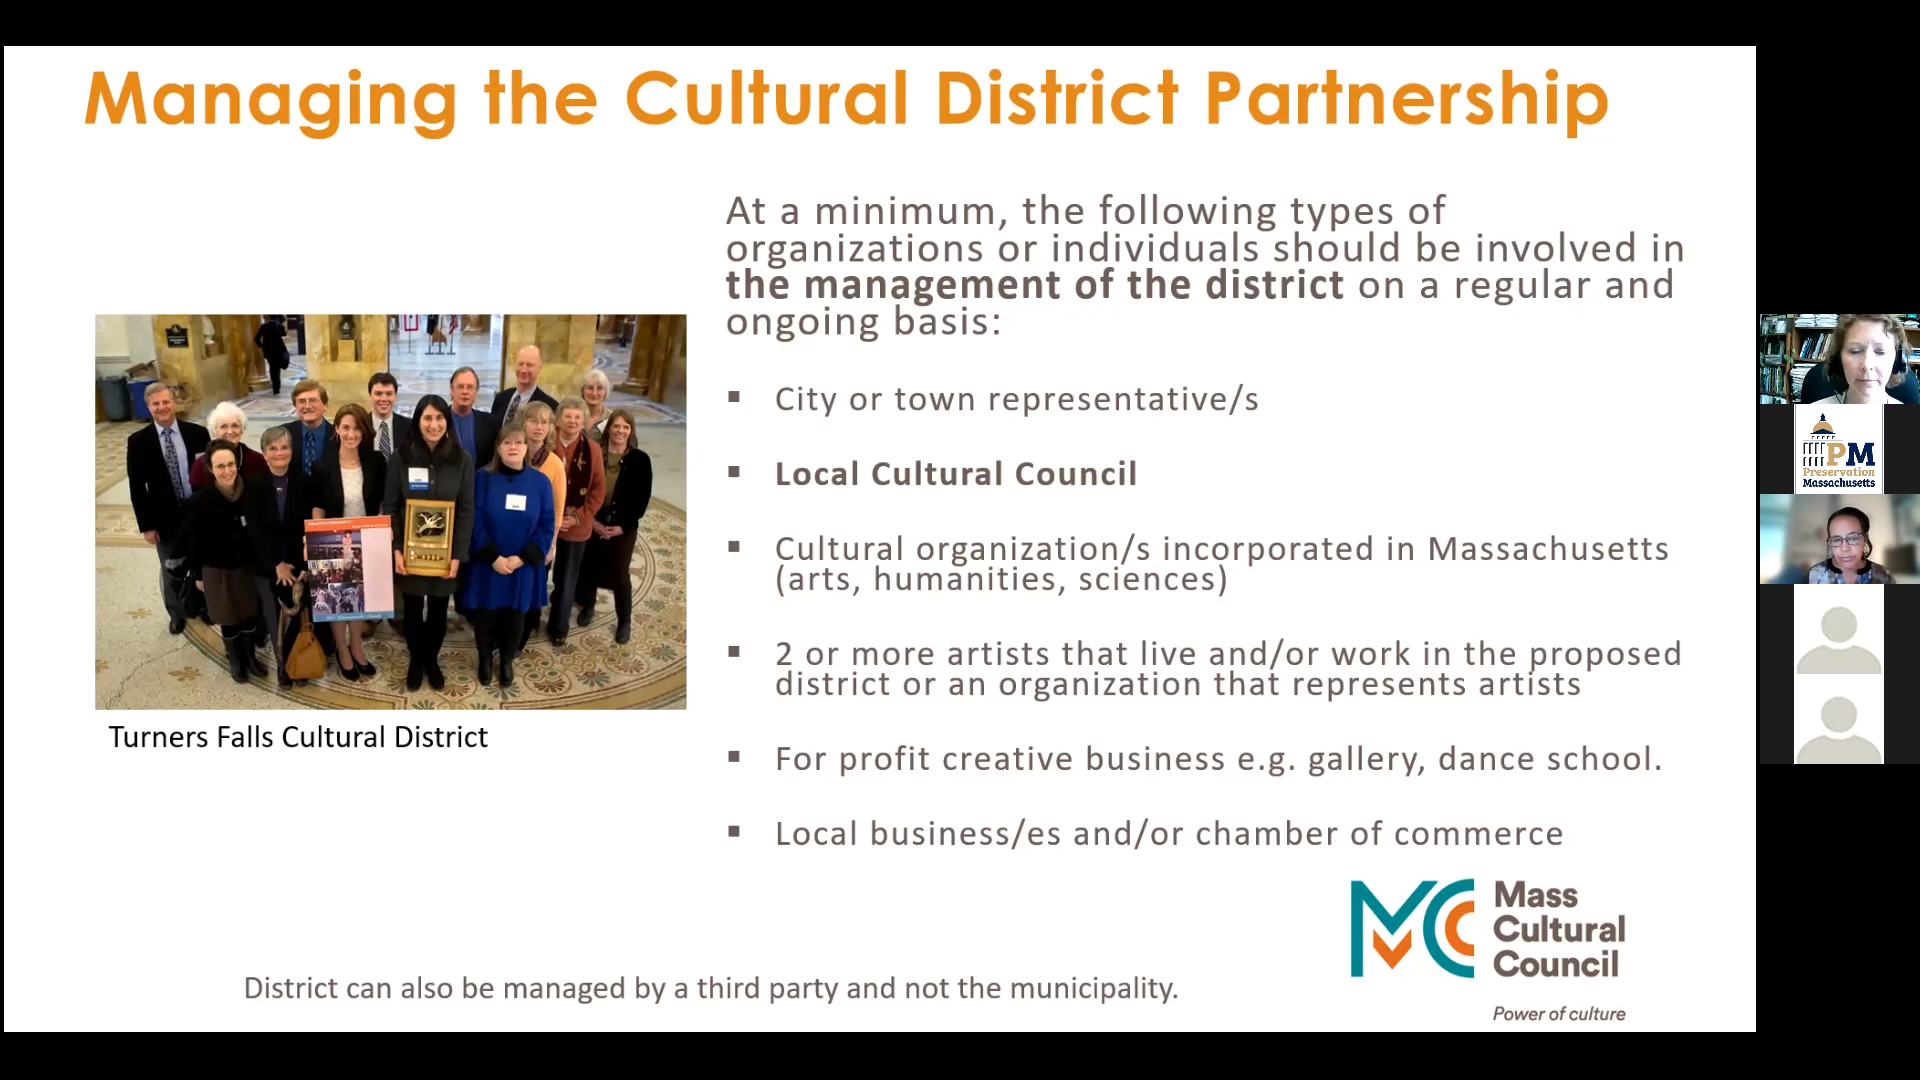 Managing the Cultural District Partnership
At a minimum, the following types of
organizations or individuals should be involved in
the management of the district on a regular and
ongoing basis:
▪ City or town representative/s
▪ Local Cultural Council
▪ Cultural organization/s incorporated in Massachusetts
(arts, humanities, sciences)
▪ 2 or more artists that live and/or work in the proposed
district or an organization that represents artists
▪ For profit creative business e.g. gallery, dance school.
▪ Local business/es and/or chamber of commerce
Turners Falls Cultural District
District can also be managed by a third party and not the municipality.
MCC
Mass
Cultural
Council
Power of culture
PM
Preservation
Massachusetts